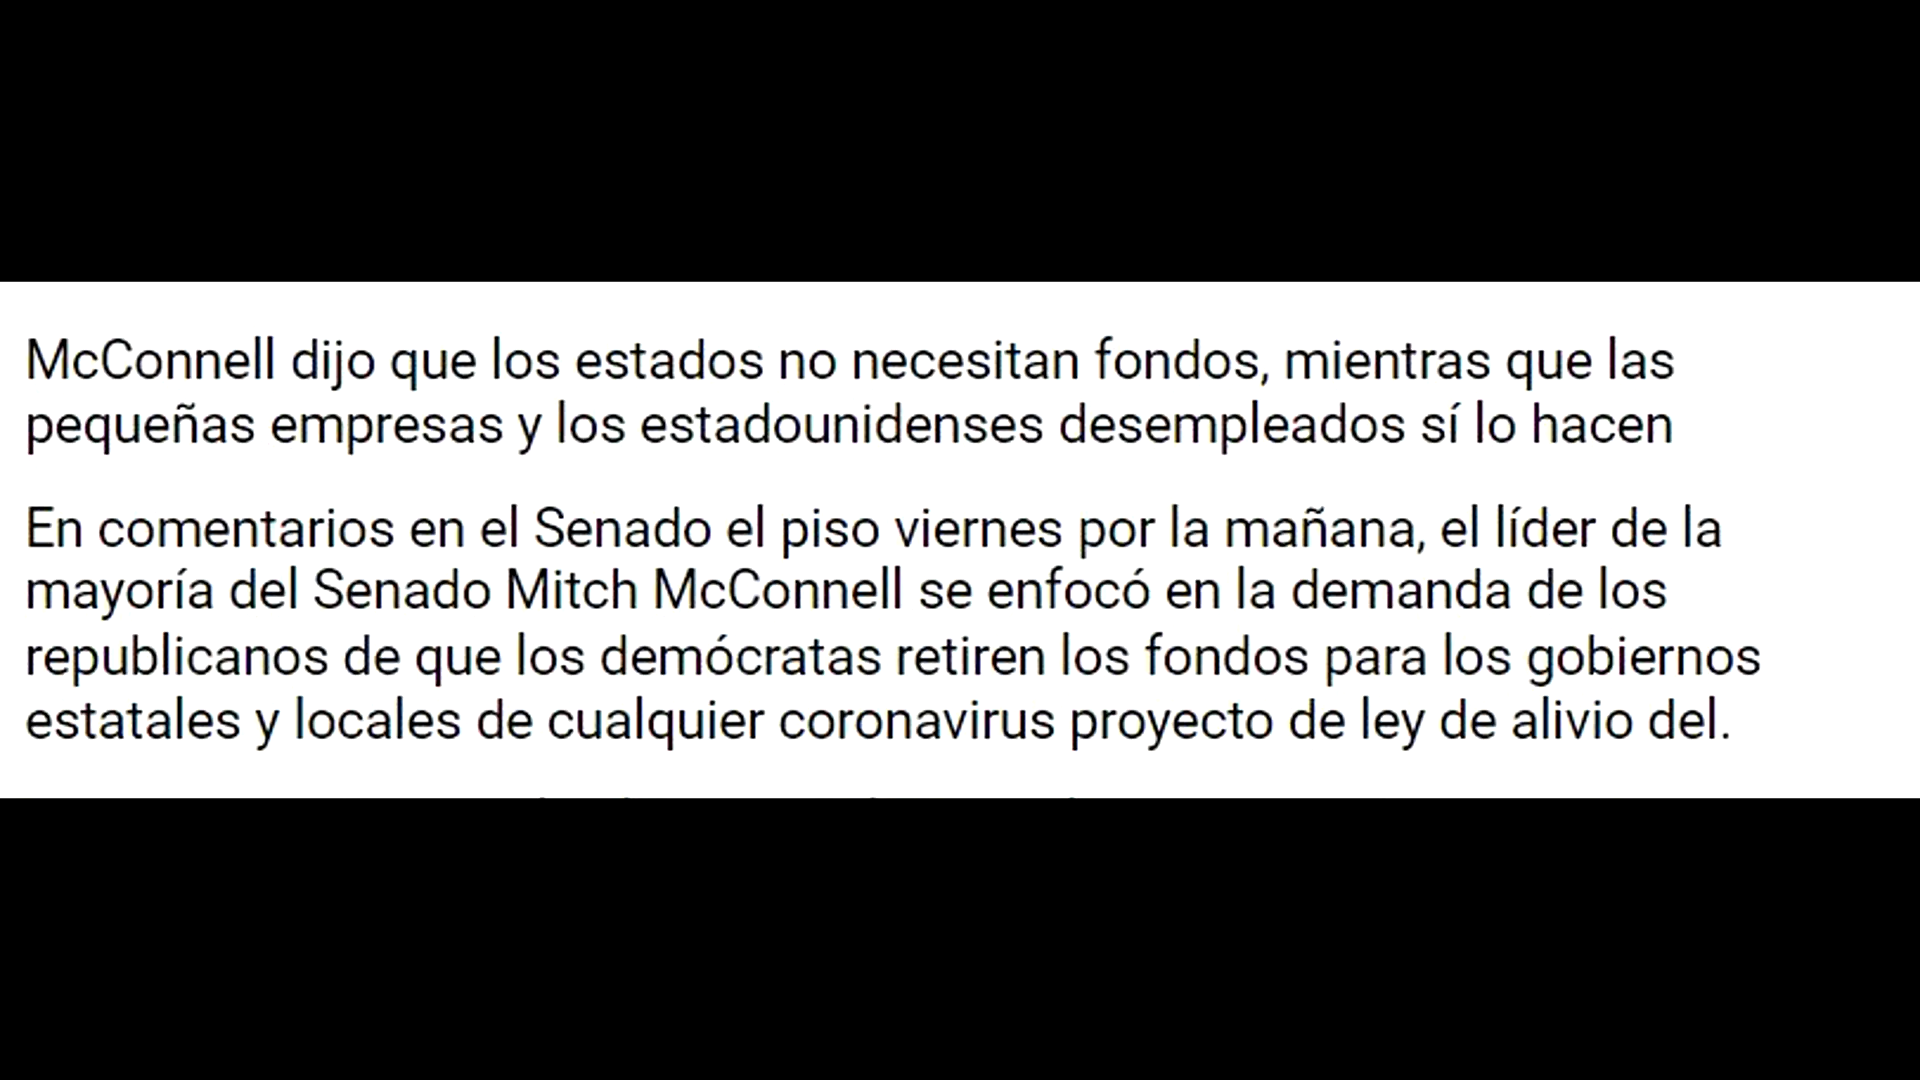 McConnell dijo que los estados no necesitan fondos, mientras que las
pequeñas empresas y los estadounidenses desempleados sí lo hacen
En comentarios en el Senado el piso viernes por la mañana, el líder de la
mayoría del Senado Mitch McConnell se enfocó en la demanda de los
republicanos de que los demócratas retiren los fondos para los gobiernos
estatales y locales de cualquier coronavirus proyecto de ley de alivio del.